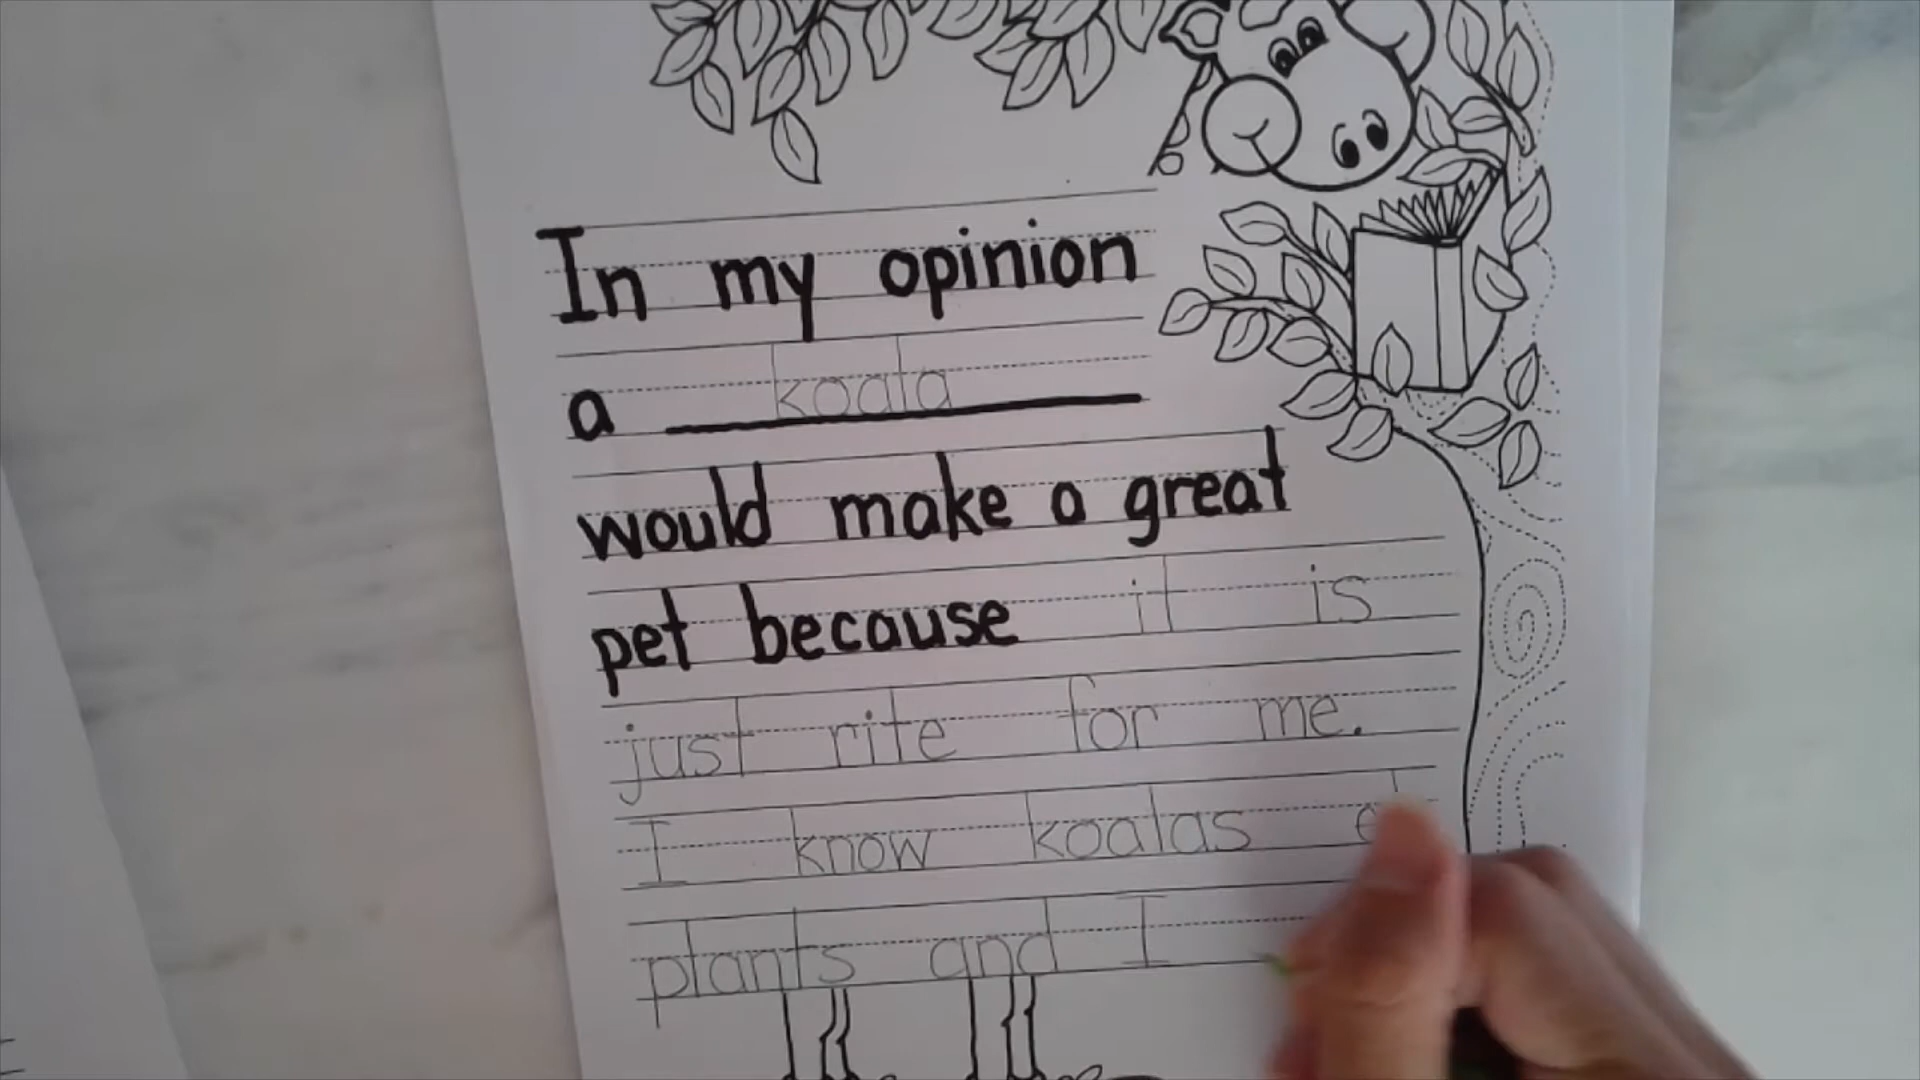 In my opinion
a koala
would make a great
pet because it is
just rite for me.
I know koalas
plants and I